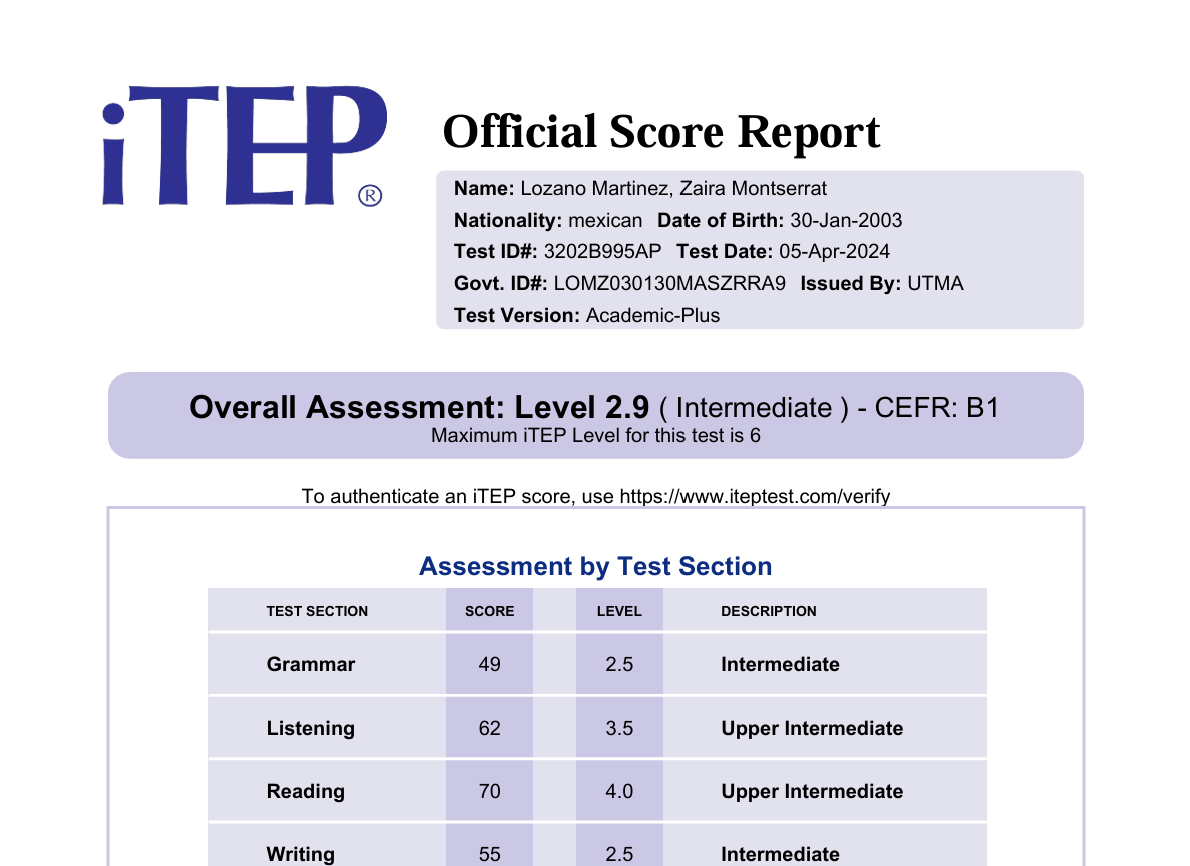 iTEP®
Official Score Report
Name: Lozano Martinez, Zaira Montserrat
Nationality: mexican Date of Birth: 30-Jan-2003
Test ID#: 3202B995AP Test Date: 05-Apr-2024
Govt. ID#: LOMZ030130MASZRRA9 Issued By: UTMA
Test Version: Academic-Plus
Overall Assessment: Level 2.9 ( Intermediate ) - CEFR: B1
Maximum iTEP Level for this test is 6
To authenticate an iTEP score, use https://www.iteptest.com/verify
Assessment by Test Section
TEST SECTION SCORE LEVEL DESCRIPTION
Grammar 49 2.5 Intermediate
Listening 62 3.5 Upper Intermediate
Reading 70 4.0 Upper Intermediate
Writing 55 2.5 Intermediate